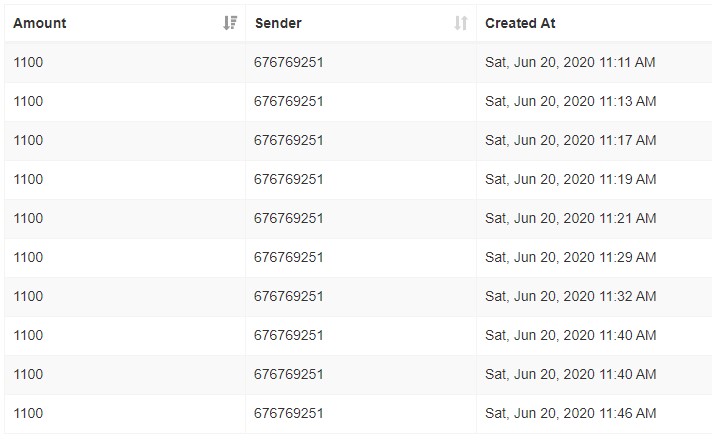 Amount Sender Created At
1100 676769251 Sat, Jun 20, 2020 11:11 AM
1100 676769251 Sat, Jun 20, 2020 11:13 AM
1100 676769251 Sat, Jun 20, 2020 11:17 AM
1100 676769251 Sat, Jun 20, 2020 11:19 AM
1100 676769251 Sat, Jun 20, 2020 11:21 AM
1100 676769251 Sat, Jun 20, 2020 11:29 AM
1100 676769251 Sat, Jun 20, 2020 11:32 AM
1100 676769251 Sat, Jun 20, 2020 11:40 AM
1100 676769251 Sat, Jun 20, 2020 11:40 AM
1100 676769251 Sat, Jun 20, 2020 11:46 AM